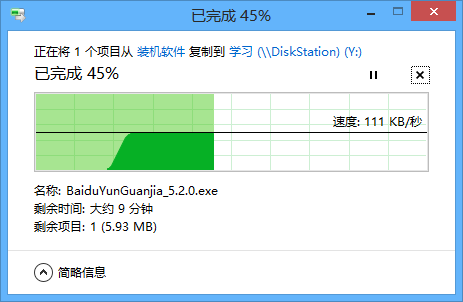 已完成 45%
正在将 1 个项目从 装机软件 复制到 学习 (\\DiskStation) (Y:)
已完成 45%
速度: 111 KB/秒
名称: BaiduYunGuanjia_5.2.0.exe
剩余时间: 大约 9 分钟
剩余项目: 1 (5.93 MB)
简略信息